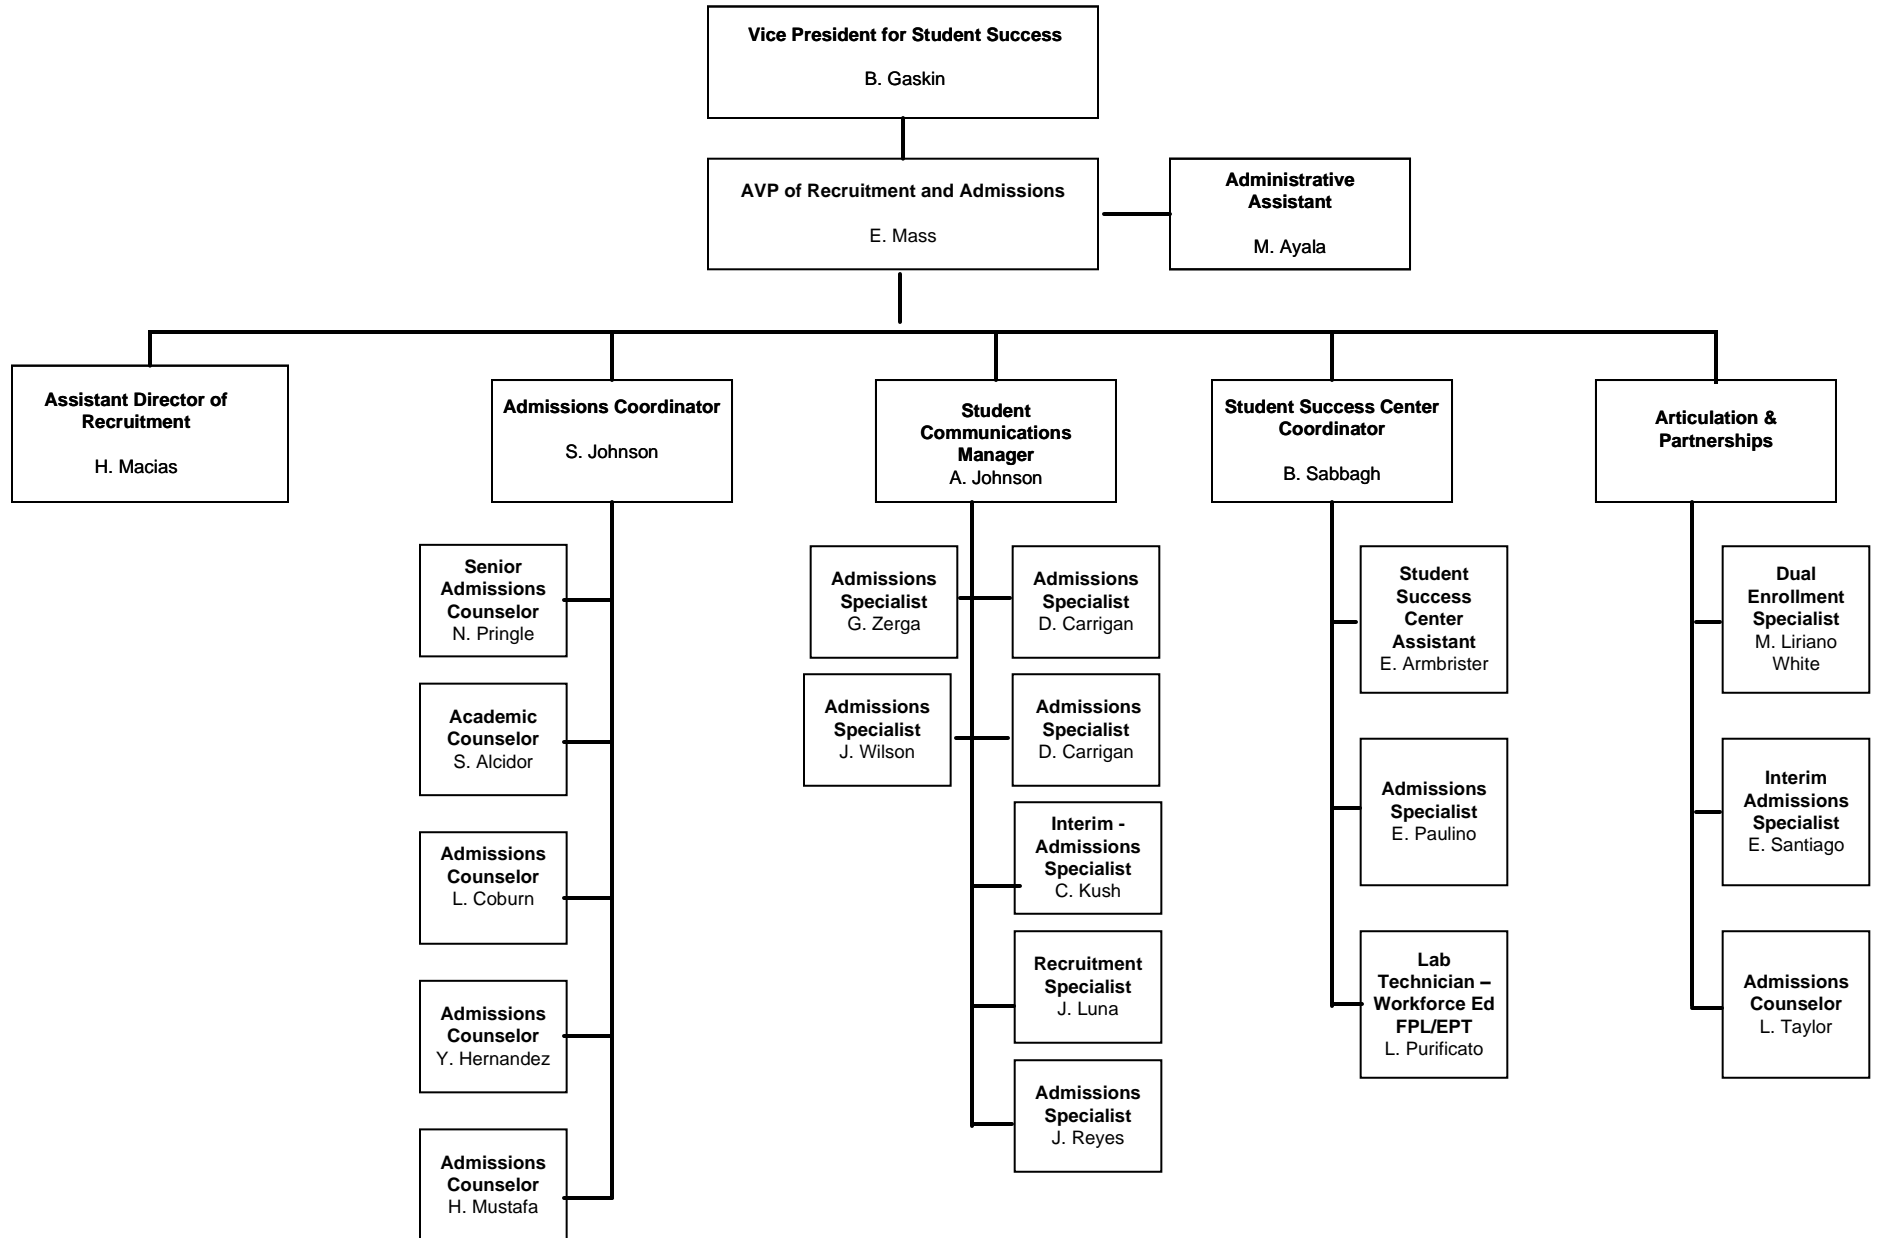 Vice President for Student Success
B. Gaskin
AVP of Recruitment and Admissions
E. Mass
Administrative
Assistant
M. Ayala
Assistant Director of
Recruitment
H. Macias
Admissions Coordinator
S. Johnson
Student
Communications
Manager
A. Johnson
Student Success Center
Coordinator
B. Sabbagh
Articulation &
Partnerships
Senior
Admissions
Counselor
N. Pringle
Academic
Counselor
S. Alcidor
Admissions
Counselor
L. Coburn
Admissions
Counselor
Y. Hernandez
Admissions
Counselor
H. Mustafa
Admissions
Specialist
G. Zerga
Admissions
Specialist
D. Carrigan
Admissions
Specialist
J. Wilson
Admissions
Specialist
D. Carrigan
Interim -
Admissions
Specialist
C. Kush
Recruitment
Specialist
J. Luna
Admissions
Specialist
J. Reyes
Student
Success
Center
Assistant
E. Armbrister
Admissions
Specialist
E. Paulino
Lab
Technician –
Workforce Ed
FPL/EPT
L. Purificato
Dual
Enrollment
Specialist
M. Liriano
White
Interim
Admissions
Specialist
E. Santiago
Admissions
Counselor
L. Taylor